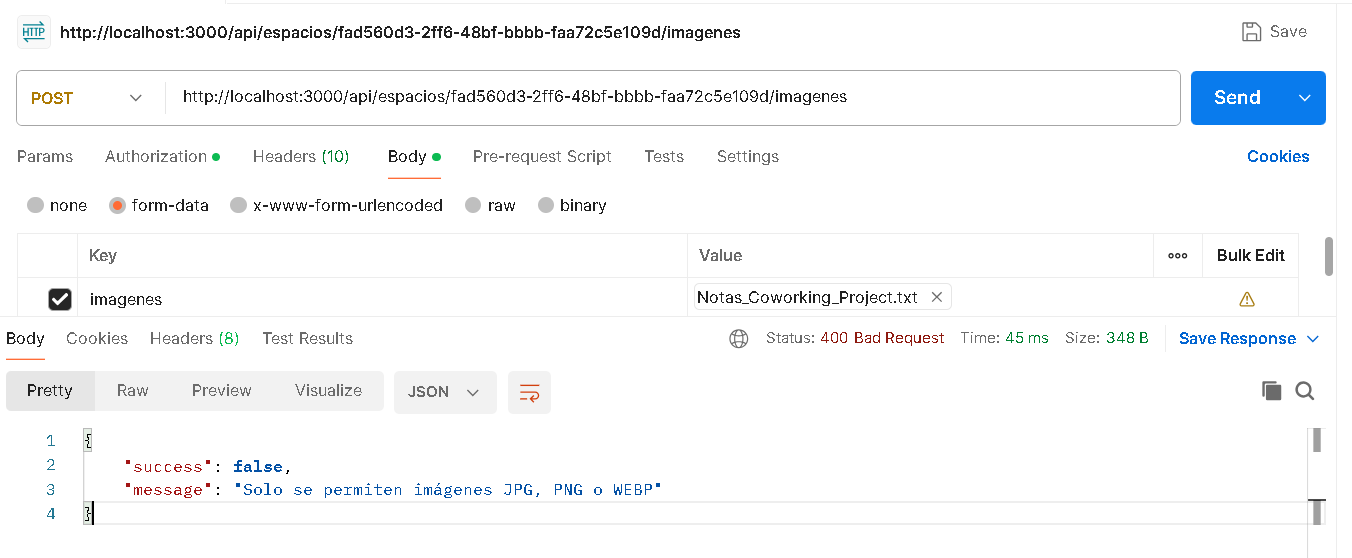 HTTP http://localhost:3000/api/espacios/fad560d3-2ff6-48bf-bbbb-faa72c5e109d/imagenes Save
POST http://localhost:3000/api/espacios/fad560d3-2ff6-48bf-bbbb-faa72c5e109d/imagenes Send
Params Authorization Headers (10) Body Pre-request Script Tests Settings Cookies
none form-data x-www-form-urlencoded raw binary
Key Value ooo Bulk Edit
imagenes Notas_Coworking_Project.txt
Body Cookies Headers (8) Test Results Status: 400 Bad Request Time: 45 ms Size: 348 B Save Response
Pretty Raw Preview Visualize JSON
1 {
2 "success": false,
3 "message": "Solo se permiten imágenes JPG, PNG o WEBP"
4 }